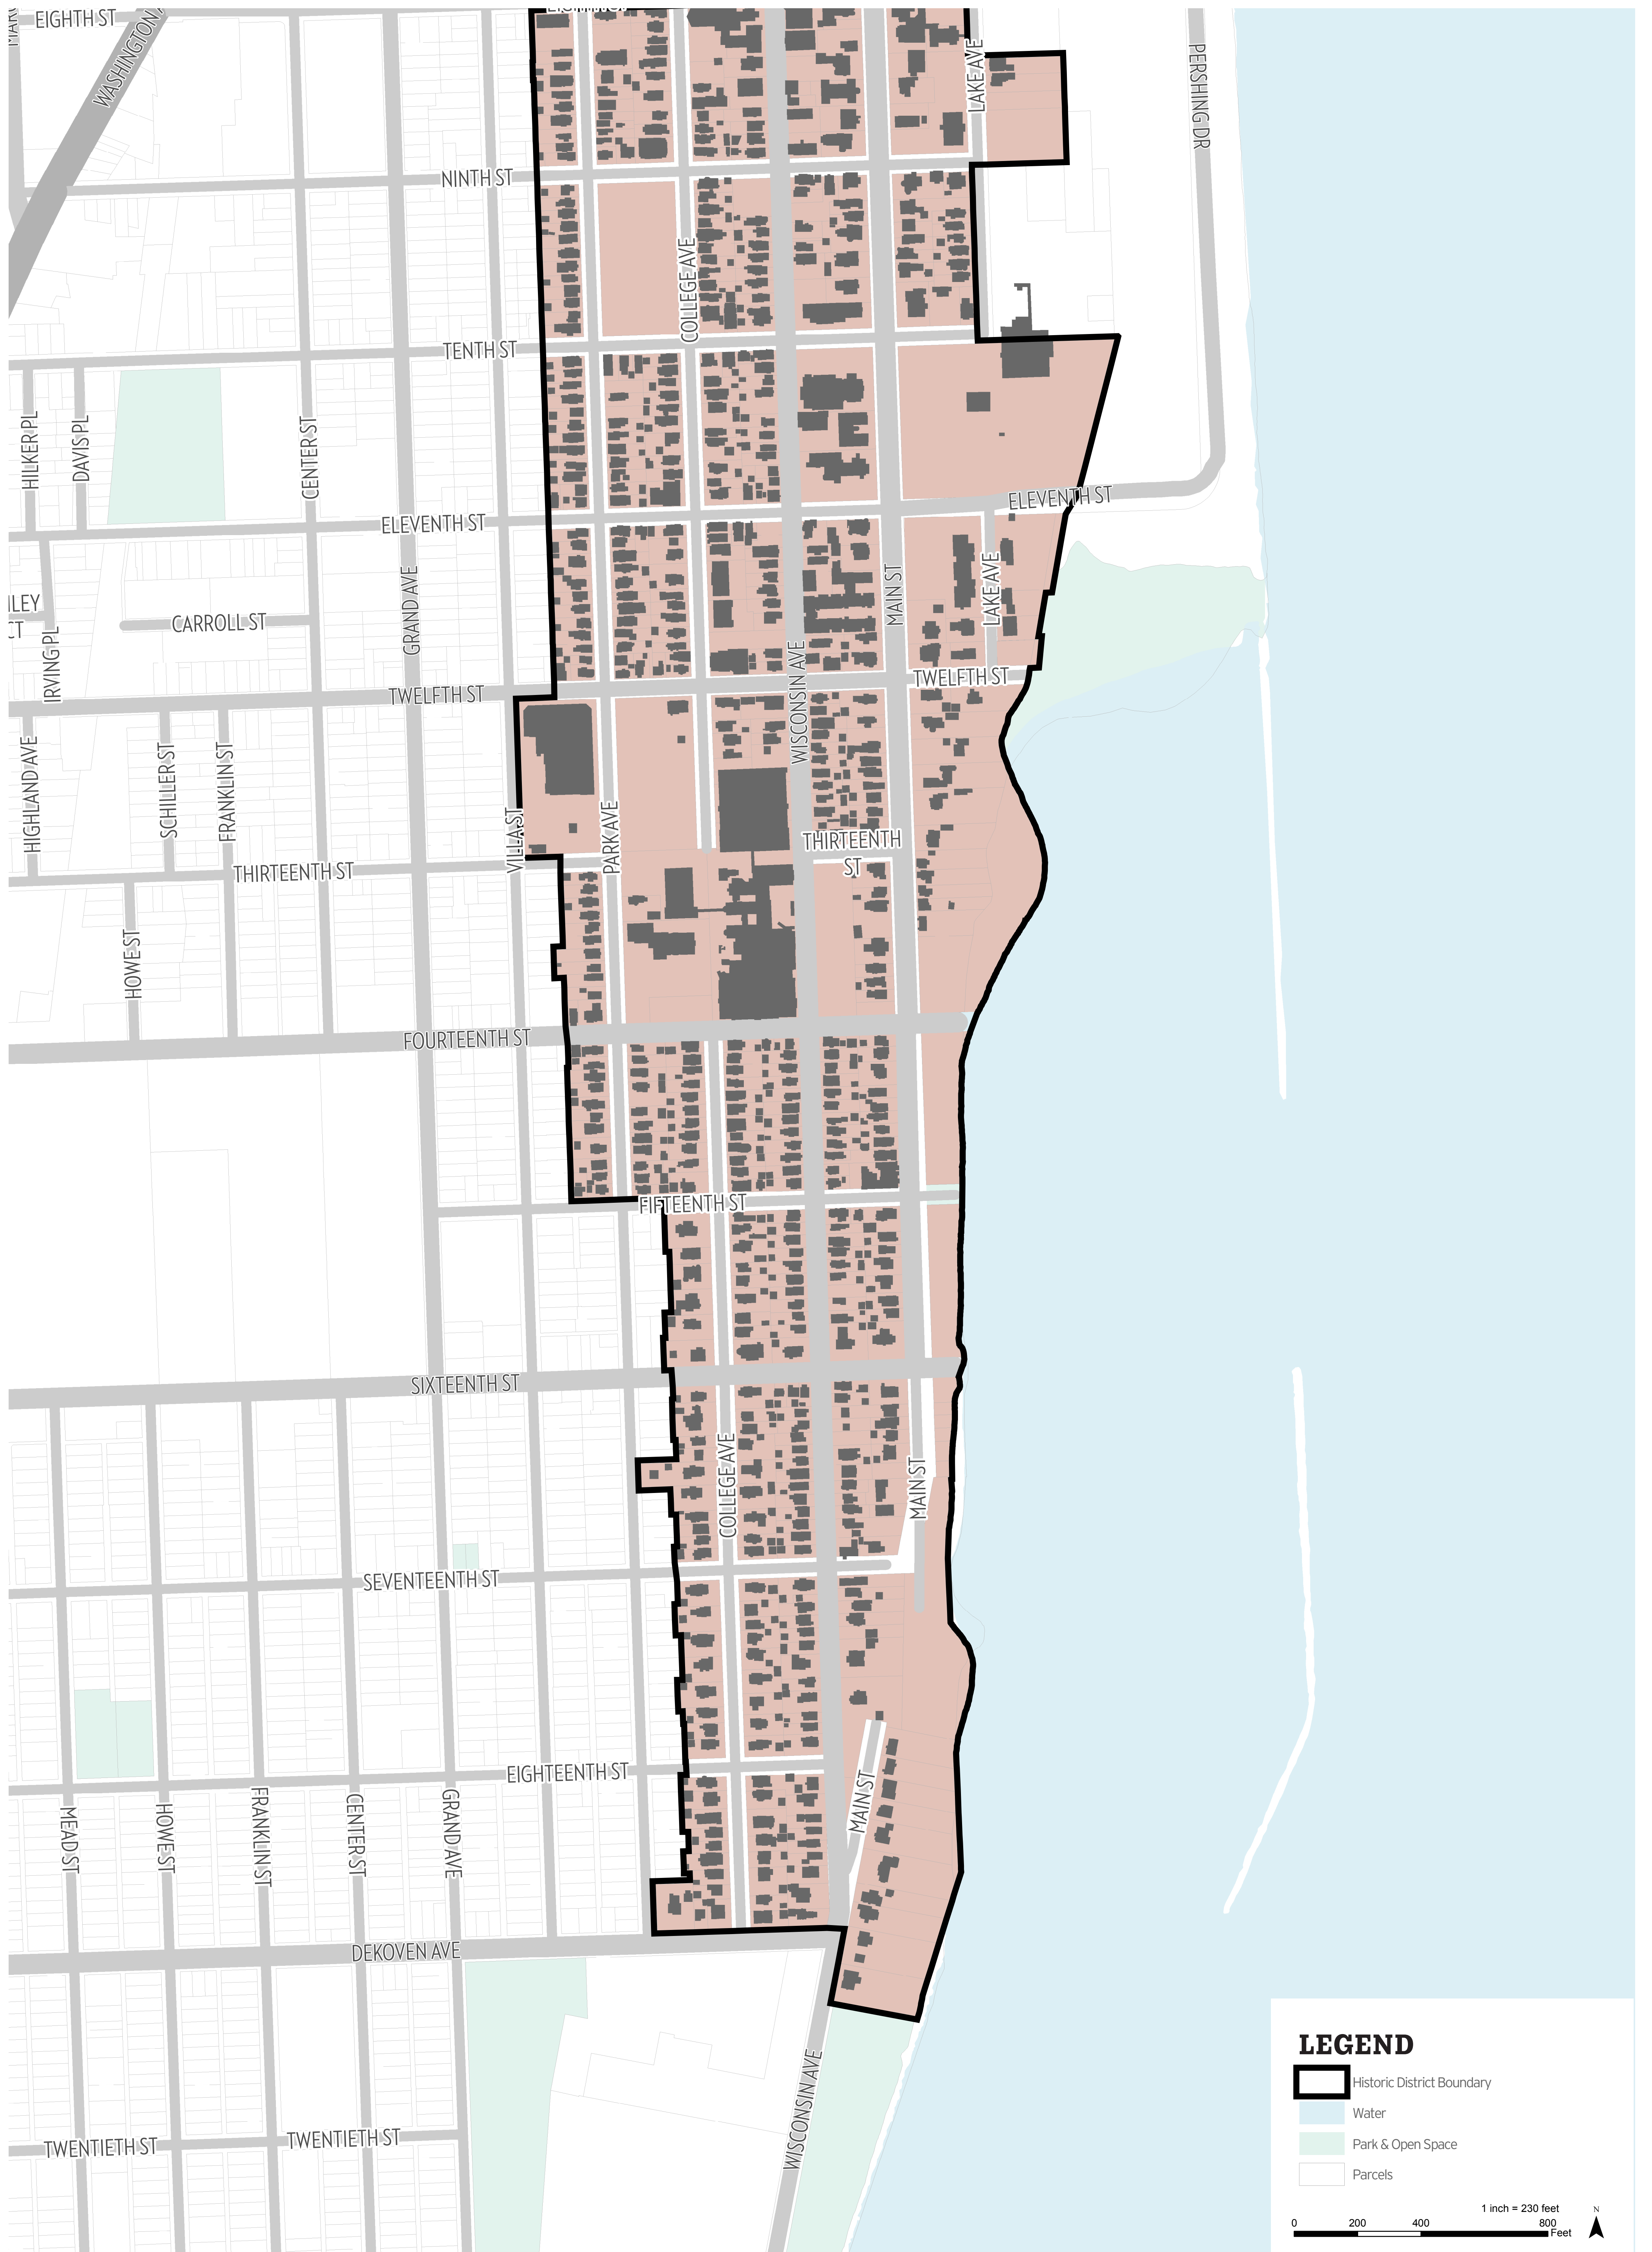 EIGHTH ST
WASHINGTON
LAKE AVE
PERSHING DR
NINTH ST
COLLEGE AVE
TENTH ST
HILKER PL
DAVIS PL
CENTER ST
ELEVENTH ST
ELEVENTH ST
GRAND AVE
MAIN ST
LAKE AVE
ILEY
CT
CARROLL ST
IRVING PL
WISCONSIN AVE
TWELFTH ST
TWELFTH ST
HIGHLAND AVE
SCHILLER ST
FRANKLIN ST
VILLA ST
PARK AVE
THIRTEENTH
ST
THIRTEENTH ST
HOWE ST
FOURTEENTH ST
FIFTEENTH ST
SIXTEENTH ST
COLLEGE AVE
MAIN ST
SEVENTEENTH ST
EIGHTEENTH ST
MAIN ST
MEAD ST
HOWE ST
FRANKLIN ST
CENTER ST
GRAND AVE
DEKOVEN AVE
WISCONSIN AVE
TWENTIETH ST
TWENTIETH ST
LEGEND
Historic District Boundary
Water
Park & Open Space
Parcels
1 inch = 230 feet
N
0 200 400 800
Feet